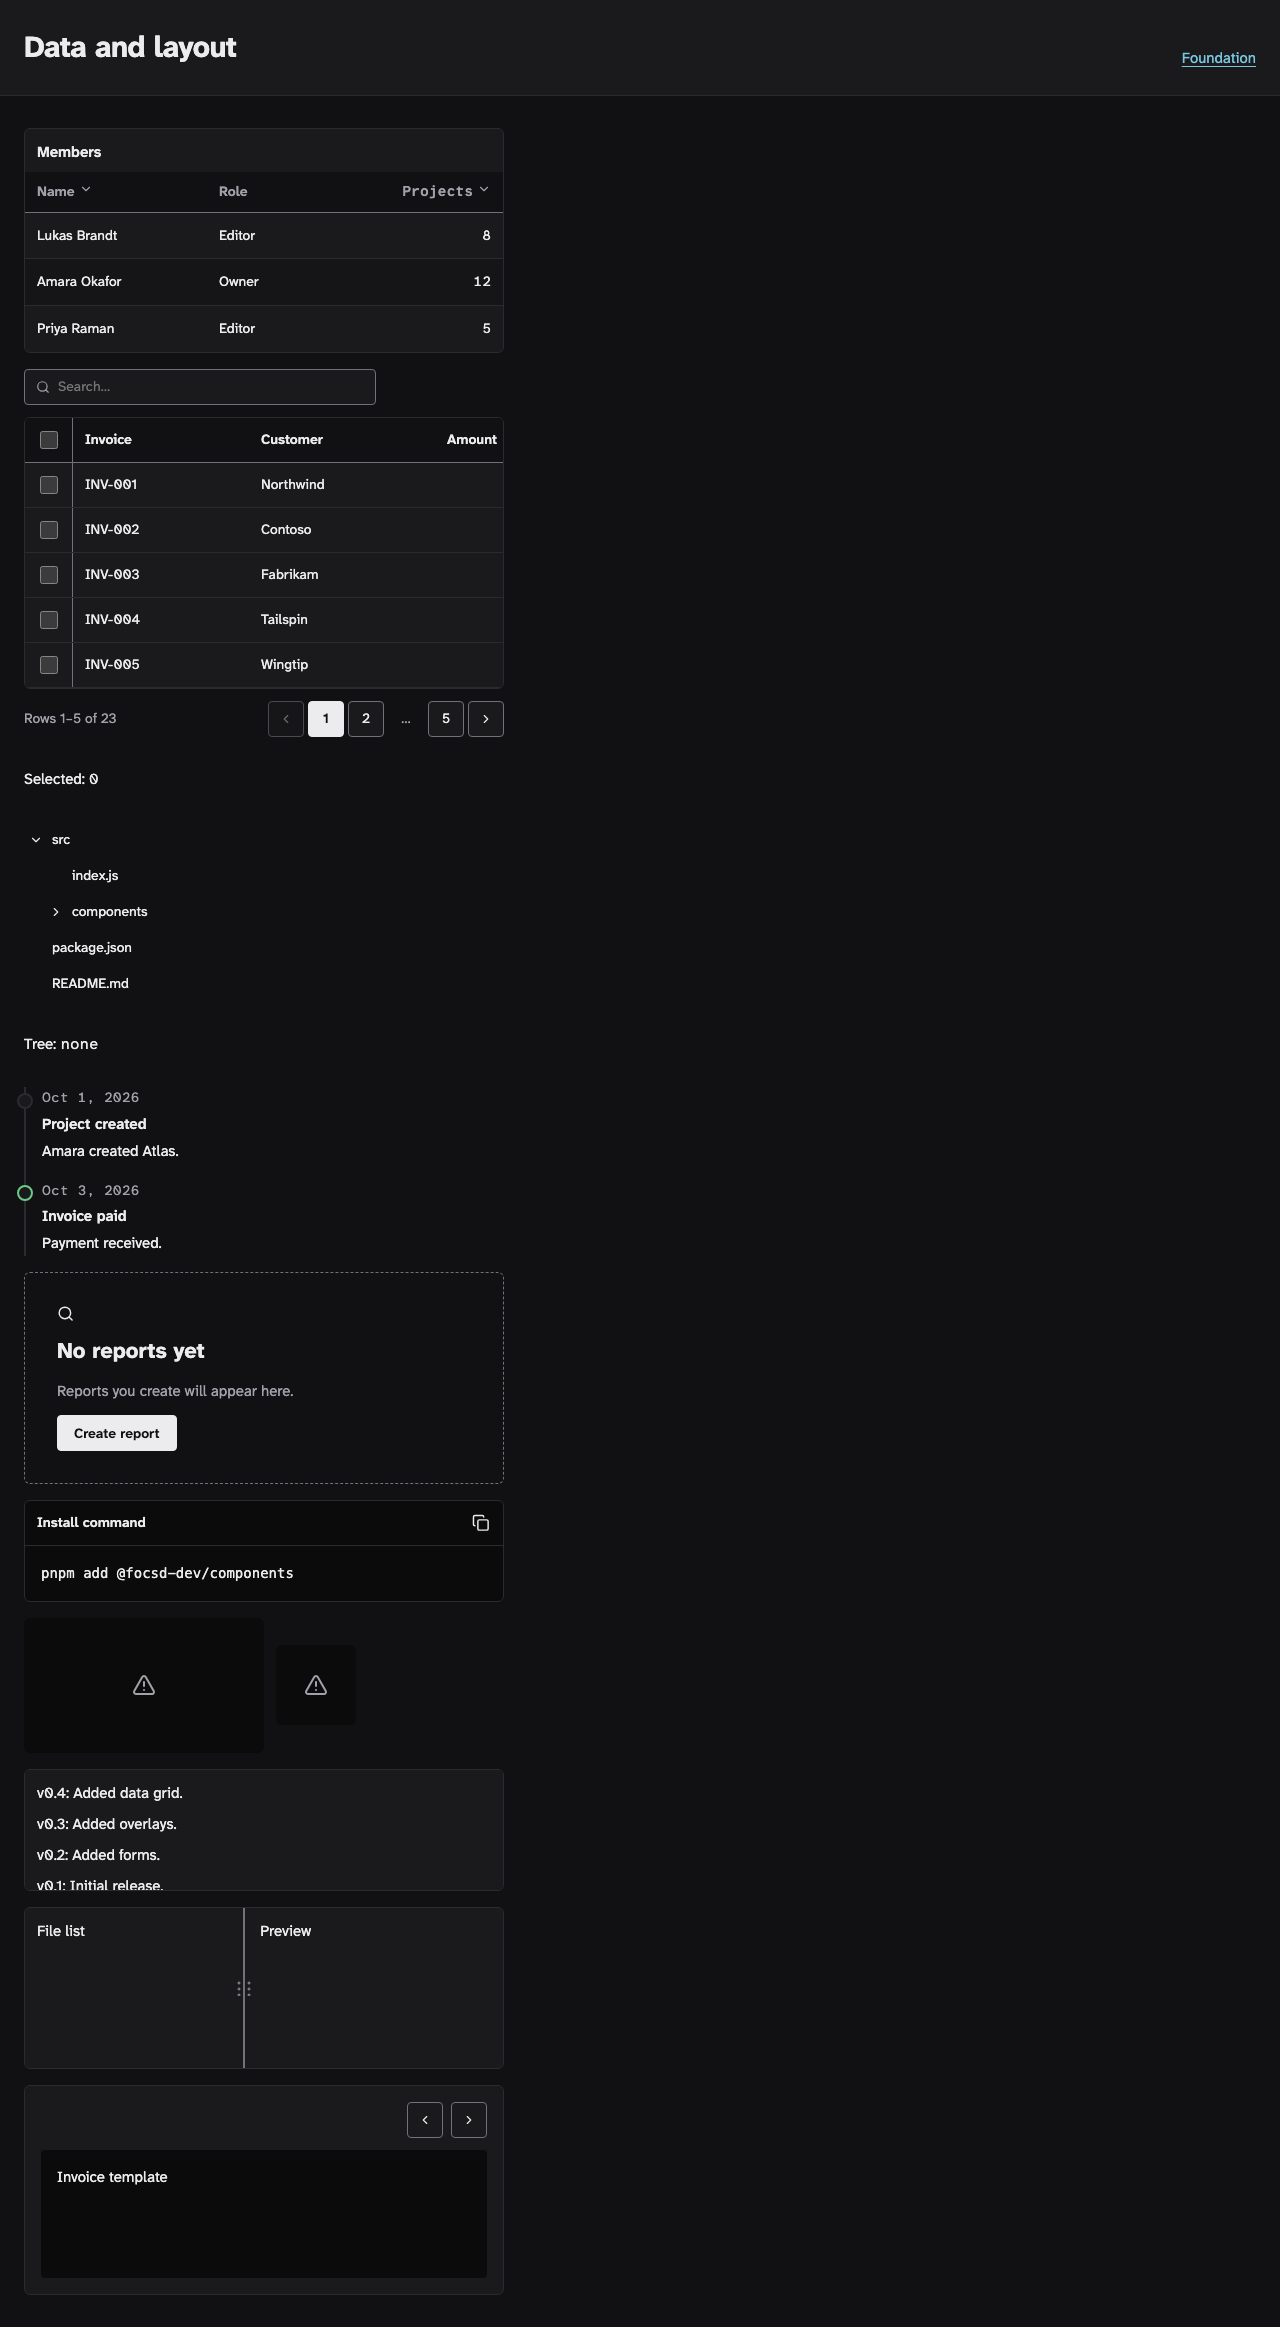 Data and layout
Foundation
Members
Name Role Projects
Lukas Brandt Editor 8
Amara Okafor Owner 12
Priya Raman Editor 5
Search...
Invoice Customer Amount
INV-001 Northwind
INV-002 Contoso
INV-003 Fabrikam
INV-004 Tailspin
INV-005 Wingtip
Rows 1–5 of 23 1 2 ... 5
Selected: 0
src
index.js
components
package.json
README.md
Tree: none
Oct 1, 2026
Project created
Amara created Atlas.
Oct 3, 2026
Invoice paid
Payment received.
No reports yet
Reports you create will appear here.
Create report
Install command
pnpm add @focsd-dev/components
v0.4: Added data grid.
v0.3: Added overlays.
v0.2: Added forms.
v0.1: Initial release.
File list Preview
Invoice template